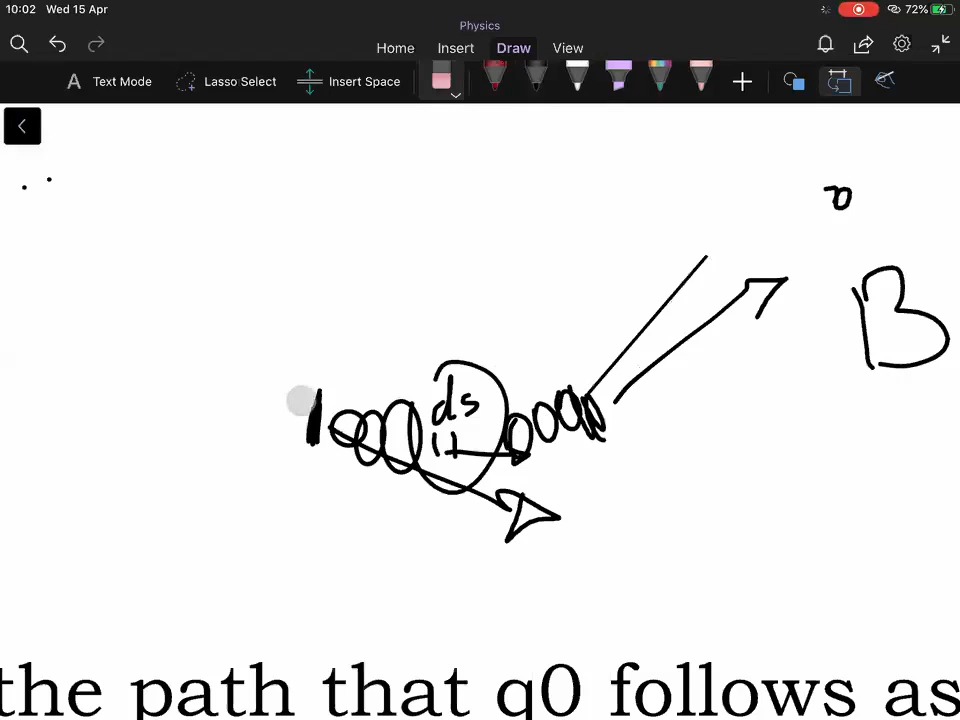 10:02 Wed 15 Apr
72%
Physics
Home Insert Draw View
A Text Mode Lasso Select Insert Space
B
ds
the path that q0 follows as